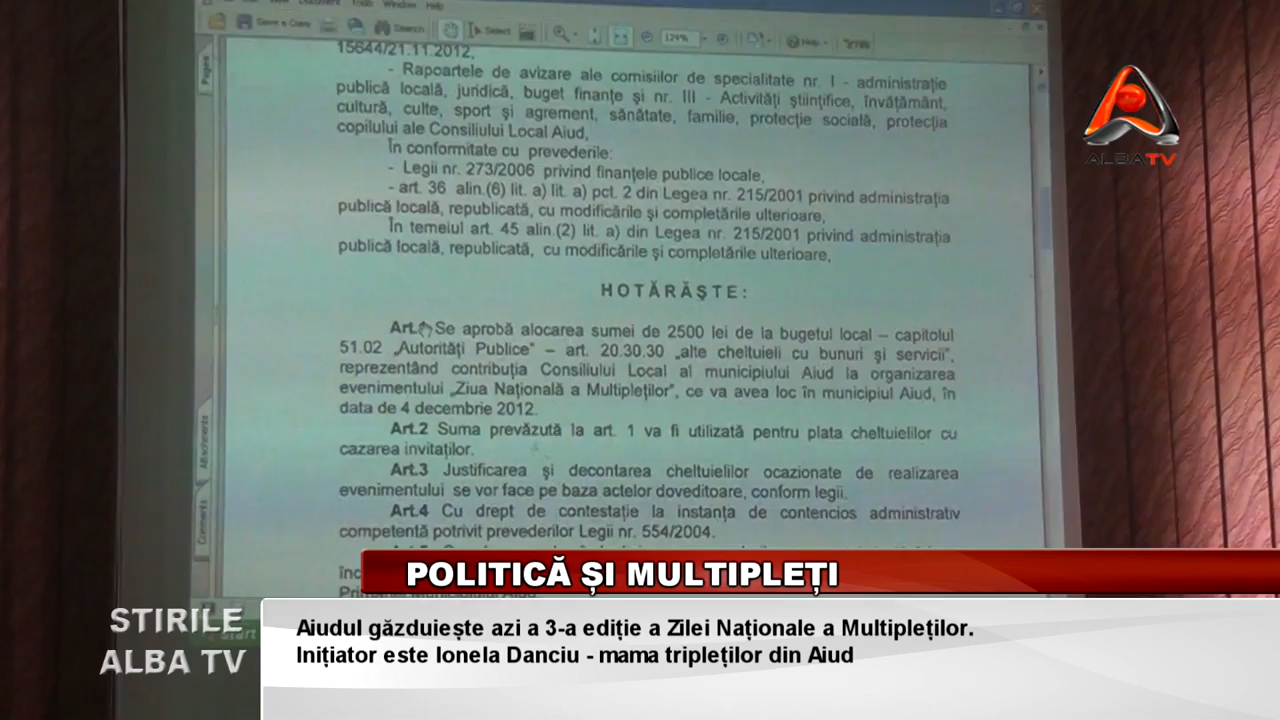 Save a Copy Search Select 124% Help
15644/21.11.2012,
- Rapoartele de avizare ale comisiilor de specialitate nr. I - administrație
publică locală, juridică, buget finanțe și nr. III - Activități științifice, învățământ,
cultură, culte, sport și agrement, sănătate, familie, protecție socială, protecția
copilului ale Consiliului Local Aiud,
În conformitate cu prevederile:
- Legii nr. 273/2006 privind finanțele publice locale,
- art. 36 alin.(6) lit. a) lit. a) pct. 2 din Legea nr. 215/2001 privind administrația
publică locală, republicată, cu modificările și completările ulterioare,
În temeiul art. 45 alin.(2) lit. a) din Legea nr. 215/2001 privind administrația
publică locală, republicată, cu modificările și completările ulterioare,
HOTĂRĂȘTE:
Art. Se aprobă alocarea sumei de 2500 lei de la bugetul local – capitolul
51.02 „Autorități Publice” – art. 20.30.30 „alte cheltuieli cu bunuri și servicii”,
reprezentând contribuția Consiliului Local al municipiului Aiud la organizarea
evenimentului „Ziua Națională a Multipleților”, ce va avea loc în municipiul Aiud, în
data de 4 decembrie 2012.
Art.2 Suma prevăzută la art. 1 va fi utilizată pentru plata cheltuielilor cu
cazarea invitaților.
Art.3 Justificarea și decontarea cheltuielilor ocazionate de realizarea
evenimentului se vor face pe baza actelor doveditoare, conform legii.
Art.4 Cu drept de contestație la instanța de contencios administrativ
competentă potrivit prevederilor Legii nr. 554/2004.
Pages
Attachments
Comments
ALBA TV
POLITICĂ ȘI MULTIPLEȚI
STIRILE
ALBA TV
Aiudul găzduiește azi a 3-a ediție a Zilei Naționale a Multipleților.
Inițiator este Ionela Danciu - mama tripleților din Aiud